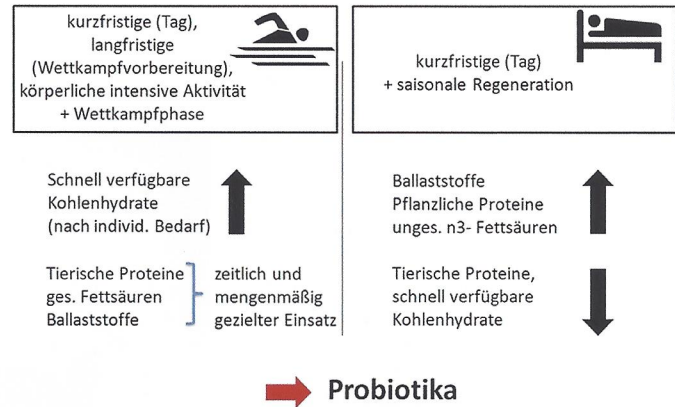 kurzfristige (Tag),
langfristige
(Wettkampfvorbereitung),
körperliche intensive Aktivität
+ Wettkampfphase
kurzfristige (Tag)
+ saisonale Regeneration
Schnell verfügbare
Kohlenhydrate
(nach individ. Bedarf)
Tierische Proteine
ges. Fettsäuren
Ballaststoffe
zeitlich und
mengenmäßig
gezielter Einsatz
Ballaststoffe
Pflanzliche Proteine
unges. n3- Fettsäuren
Tierische Proteine,
schnell verfügbare
Kohlenhydrate
Probiotika